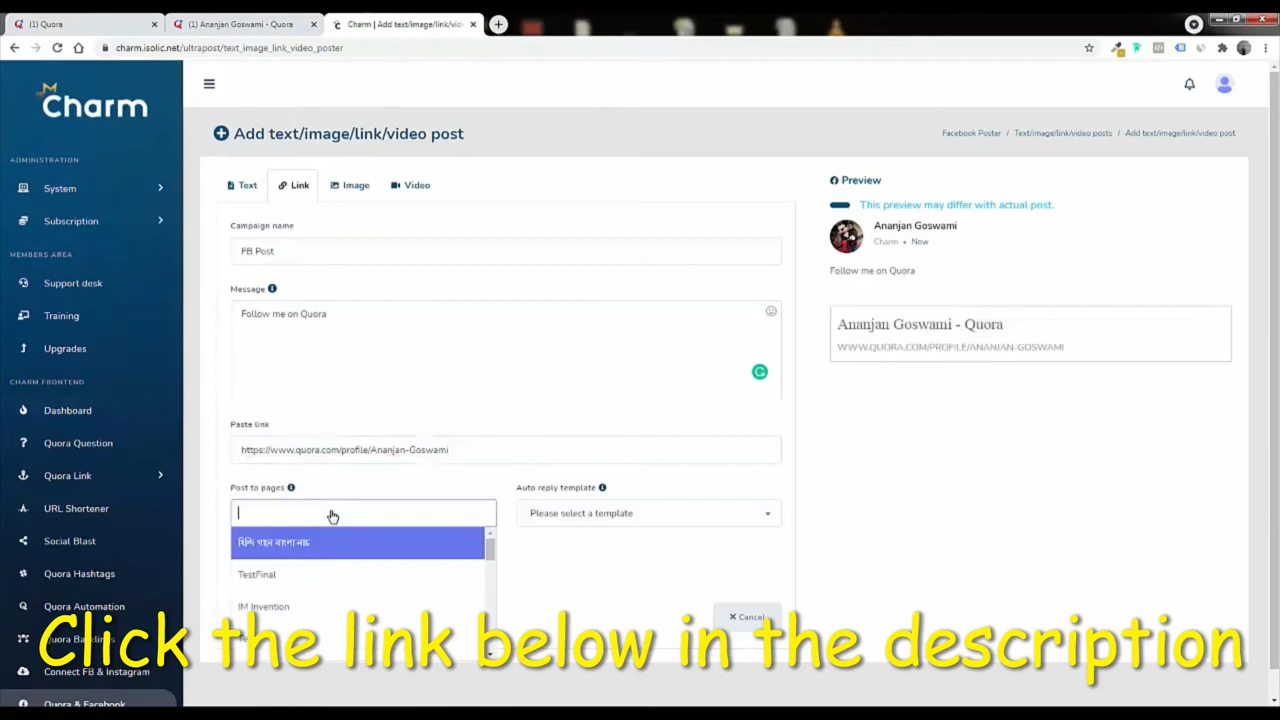 (1) Quora
(1) Ananjan Goswami - Quora
Charm | Add text/image/link/vid
charm.isolic.net/ultrapost/text_image_link_video_poster
Charm
ADMINISTRATION
System
Subscription
MEMBERS AREA
Support desk
Training
Upgrades
CHARM FRONTEND
Dashboard
Quora Question
Quora Link
URL Shortener
Social Blast
Quora Hashtags
Quora Automation
Quora Backlinks
Connect FB & Instagram
Quora & Facebook
Add text/image/link/video post
Facebook Poster / Text/image/link/video posts / Add text/image/link/video post
Text Link Image Video
Campaign name
FB Post
Message
Follow me on Quora
Paste link
https://www.quora.com/profile/Ananjan-Goswami
Post to pages
Auto reply template
Please select a template
হিন্দি গানে বাংলা নাচ
TestFinal
IM Invention
Cancel
Preview
This preview may differ with actual post.
Ananjan Goswami
Charm • Now
Follow me on Quora
Ananjan Goswami - Quora
WWW.QUORA.COM/PROFILE/ANANJAN-GOSWAMI
Click the link below in the description